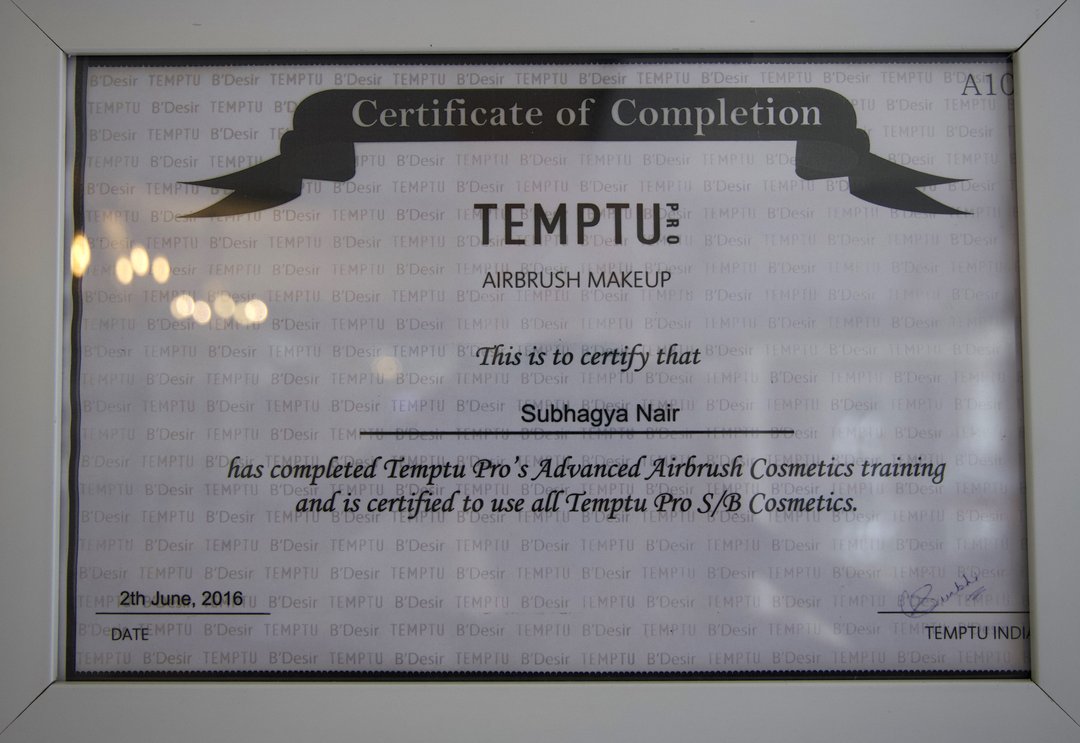 A10
Certificate of Completion
TEMPTU PRO
AIRBRUSH MAKEUP
This is to certify that
Subhagya Nair
has completed Temptu Pro's Advanced Airbrush Cosmetics training
and is certified to use all Temptu Pro S/B Cosmetics.
2th June, 2016
DATE
TEMPTU INDIA